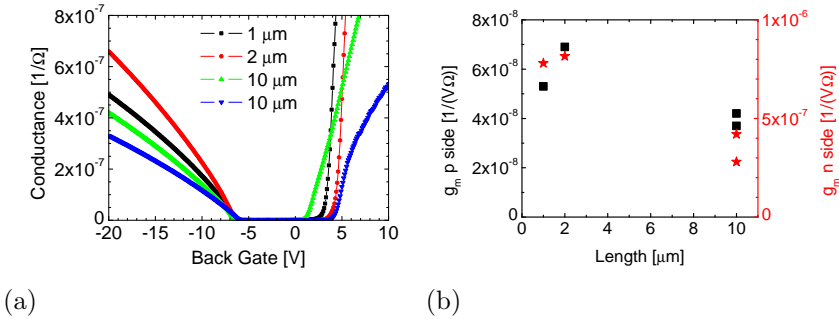 8x10⁻⁷
6x10⁻⁷
4x10⁻⁷
2x10⁻⁷
0
-20 -15 -10 -5 0 5 10
Conductance [1/Ω]
Back Gate [V]
1 µm
2 µm
10 µm
10 µm
(a)
8x10⁻⁸
6x10⁻⁸
4x10⁻⁸
2x10⁻⁸
0
0 2 4 6 8 10
gₘ p side [1/(VΩ)]
Length [µm]
1x10⁻⁶
5x10⁻⁷
0
gₘ n side [1/(VΩ)]
(b)